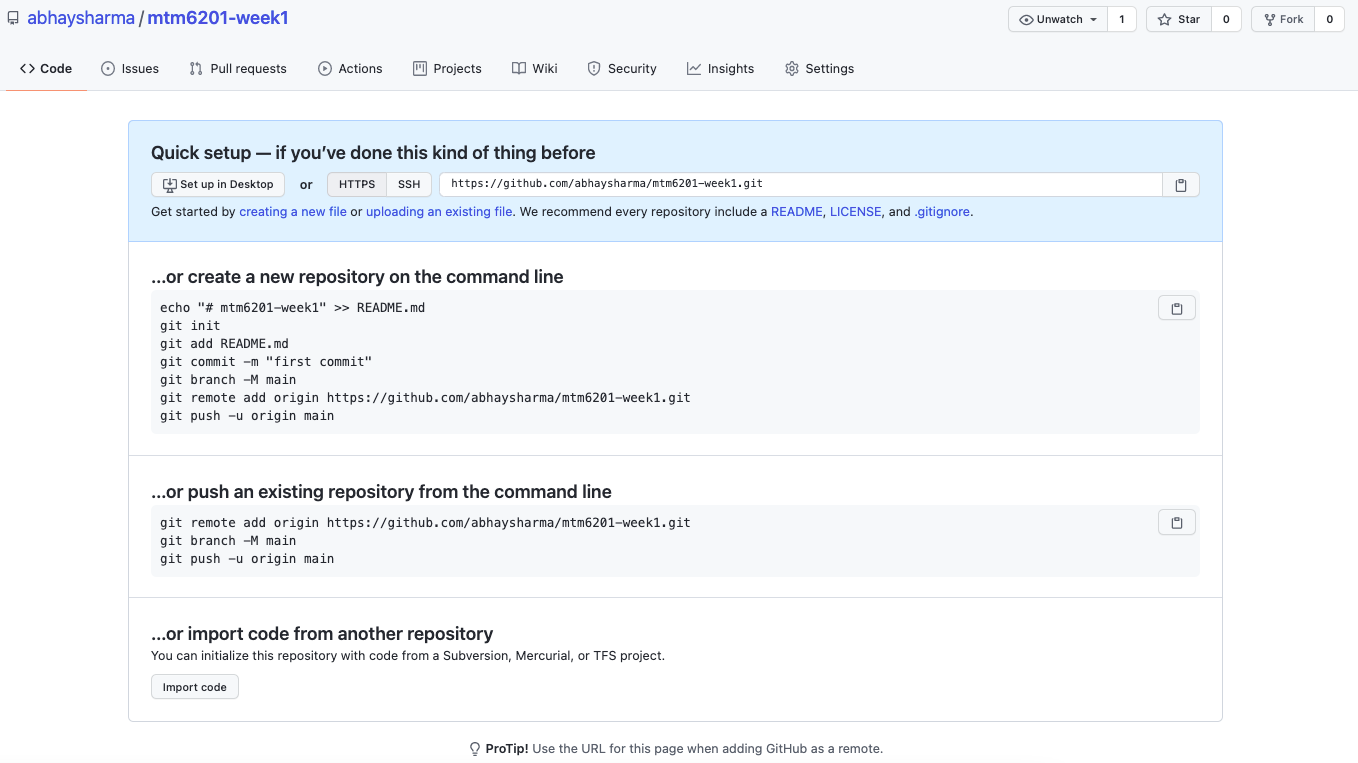 abhaysharma / mtm6201-week1
Unwatch 1 Star 0 Fork 0
Code Issues Pull requests Actions Projects Wiki Security Insights Settings
Quick setup — if you’ve done this kind of thing before
Set up in Desktop or HTTPS SSH https://github.com/abhaysharma/mtm6201-week1.git
Get started by creating a new file or uploading an existing file. We recommend every repository include a README, LICENSE, and .gitignore.
…or create a new repository on the command line
echo "# mtm6201-week1" >> README.md
git init
git add README.md
git commit -m "first commit"
git branch -M main
git remote add origin https://github.com/abhaysharma/mtm6201-week1.git
git push -u origin main
…or push an existing repository from the command line
git remote add origin https://github.com/abhaysharma/mtm6201-week1.git
git branch -M main
git push -u origin main
…or import code from another repository
You can initialize this repository with code from a Subversion, Mercurial, or TFS project.
Import code
ProTip! Use the URL for this page when adding GitHub as a remote.